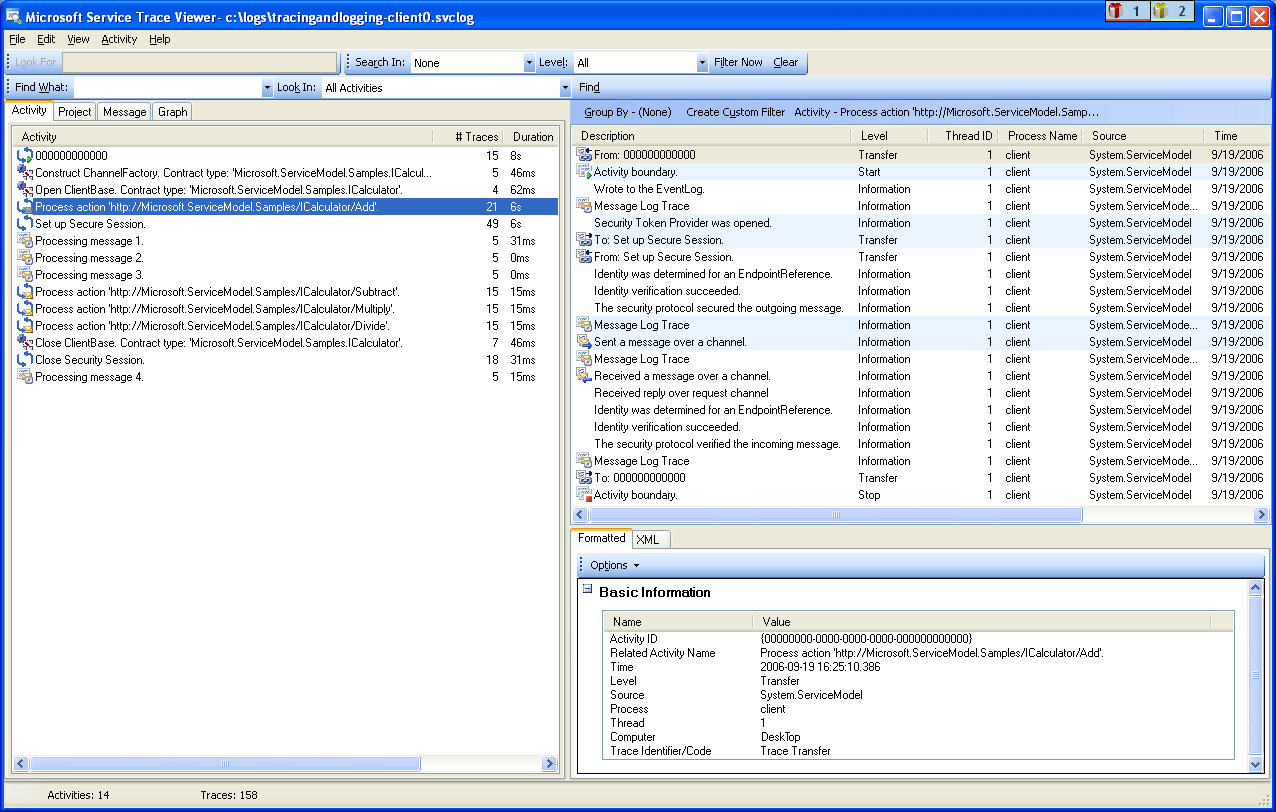 Microsoft Service Trace Viewer- c:\logs\tracingandlogging-client0.svclog 1 2
File Edit View Activity Help
Look For Search In: None Level: All Filter Now Clear
Find What: Look In: All Activities Find
Activity Project Message Graph
Group By - (None) Create Custom Filter Activity - Process action 'http://Microsoft.ServiceModel.Samp...
Activity # Traces Duration
000000000000 15 8s
Construct ChannelFactory. Contract type: 'Microsoft.ServiceModel.Samples.ICalcul... 5 46ms
Open ClientBase. Contract type: 'Microsoft.ServiceModel.Samples.ICalculator'. 4 62ms
Process action 'http://Microsoft.ServiceModel.Samples/ICalculator/Add'. 21 6s
Set up Secure Session. 49 6s
Processing message 1. 5 31ms
Processing message 2. 5 0ms
Processing message 3. 5 0ms
Process action 'http://Microsoft.ServiceModel.Samples/ICalculator/Subtract'. 15 15ms
Process action 'http://Microsoft.ServiceModel.Samples/ICalculator/Multiply'. 15 15ms
Process action 'http://Microsoft.ServiceModel.Samples/ICalculator/Divide'. 15 15ms
Close ClientBase. Contract type: 'Microsoft.ServiceModel.Samples.ICalculator'. 7 46ms
Close Security Session. 18 31ms
Processing message 4. 5 15ms
Description Level Thread ID Process Name Source Time
From: 000000000000 Transfer 1 client System.ServiceModel 9/19/2006
Activity boundary. Start 1 client System.ServiceModel 9/19/2006
Wrote to the EventLog. Information 1 client System.ServiceModel 9/19/2006
Message Log Trace Information 1 client System.ServiceMode... 9/19/2006
Security Token Provider was opened. Information 1 client System.ServiceModel 9/19/2006
To: Set up Secure Session. Transfer 1 client System.ServiceModel 9/19/2006
From: Set up Secure Session. Transfer 1 client System.ServiceModel 9/19/2006
Identity was determined for an EndpointReference. Information 1 client System.ServiceModel 9/19/2006
Identity verification succeeded. Information 1 client System.ServiceModel 9/19/2006
The security protocol secured the outgoing message. Information 1 client System.ServiceModel 9/19/2006
Message Log Trace Information 1 client System.ServiceMode... 9/19/2006
Sent a message over a channel. Information 1 client System.ServiceModel 9/19/2006
Message Log Trace Information 1 client System.ServiceMode... 9/19/2006
Received a message over a channel. Information 1 client System.ServiceModel 9/19/2006
Received reply over request channel Information 1 client System.ServiceModel 9/19/2006
Identity was determined for an EndpointReference. Information 1 client System.ServiceModel 9/19/2006
Identity verification succeeded. Information 1 client System.ServiceModel 9/19/2006
The security protocol verified the incoming message. Information 1 client System.ServiceModel 9/19/2006
Message Log Trace Information 1 client System.ServiceMode... 9/19/2006
To: 000000000000 Transfer 1 client System.ServiceModel 9/19/2006
Activity boundary. Stop 1 client System.ServiceModel 9/19/2006
Formatted XML
Options
Basic Information
Name Value
Activity ID {00000000-0000-0000-0000-000000000000}
Related Activity Name Process action 'http://Microsoft.ServiceModel.Samples/ICalculator/Add'.
Time 2006-09-19 16:25:10.386
Level Transfer
Source System.ServiceModel
Process client
Thread 1
Computer DeskTop
Trace Identifier/Code Trace Transfer
Activities: 14 Traces: 158